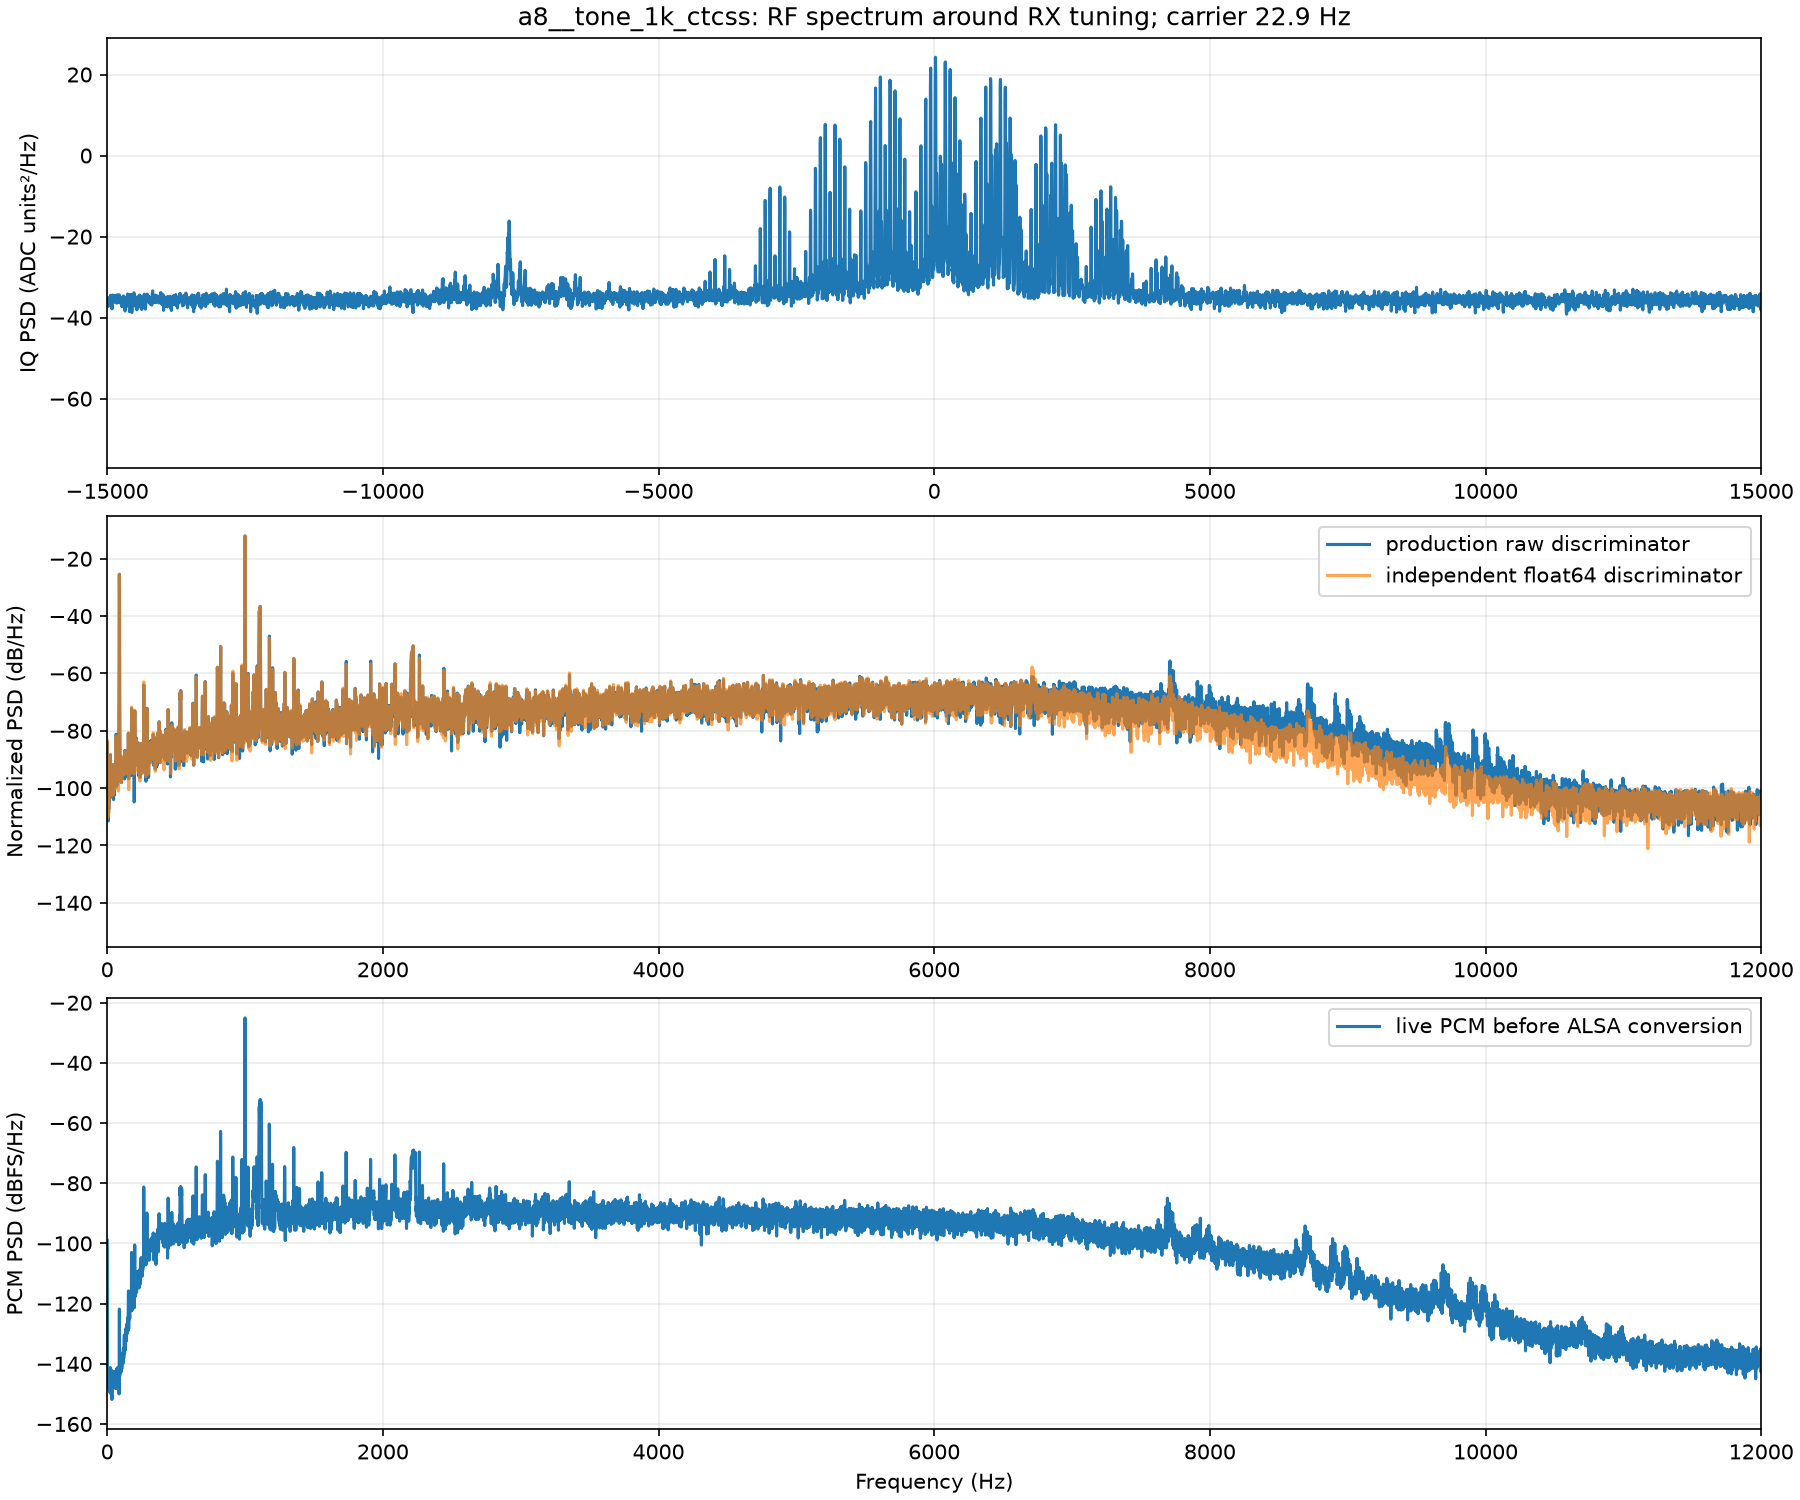 a8__tone_1k_ctcss: RF spectrum around RX tuning; carrier 22.9 Hz
IQ PSD (ADC units²/Hz)
20
0
−20
−40
−60
−15000 −10000 −5000 0 5000 10000 15000
Normalized PSD (dB/Hz)
production raw discriminator
independent float64 discriminator
−20
−40
−60
−80
−100
−120
−140
0 2000 4000 6000 8000 10000 12000
PCM PSD (dBFS/Hz)
live PCM before ALSA conversion
−20
−40
−60
−80
−100
−120
−140
−160
0 2000 4000 6000 8000 10000 12000
Frequency (Hz)